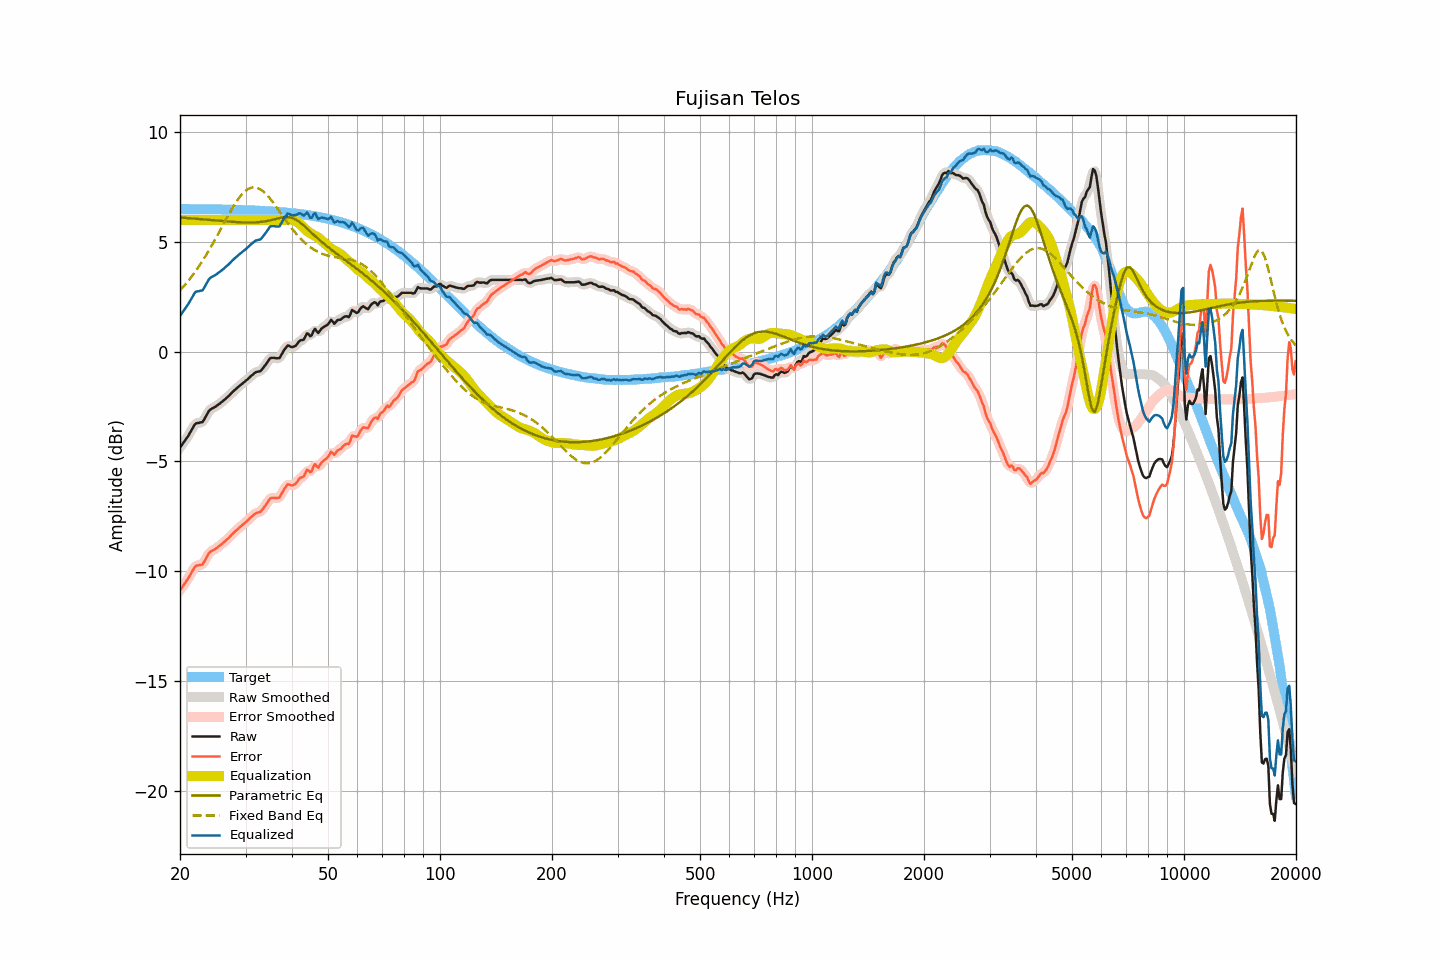 Fujisan Telos
Amplitude (dBr)
10
5
0
−5
−10
−15
−20
Target
Raw Smoothed
Error Smoothed
Raw
Error
Equalization
Parametric Eq
Fixed Band Eq
Equalized
20 50 100 200 500 1000 2000 5000 10000 20000
Frequency (Hz)